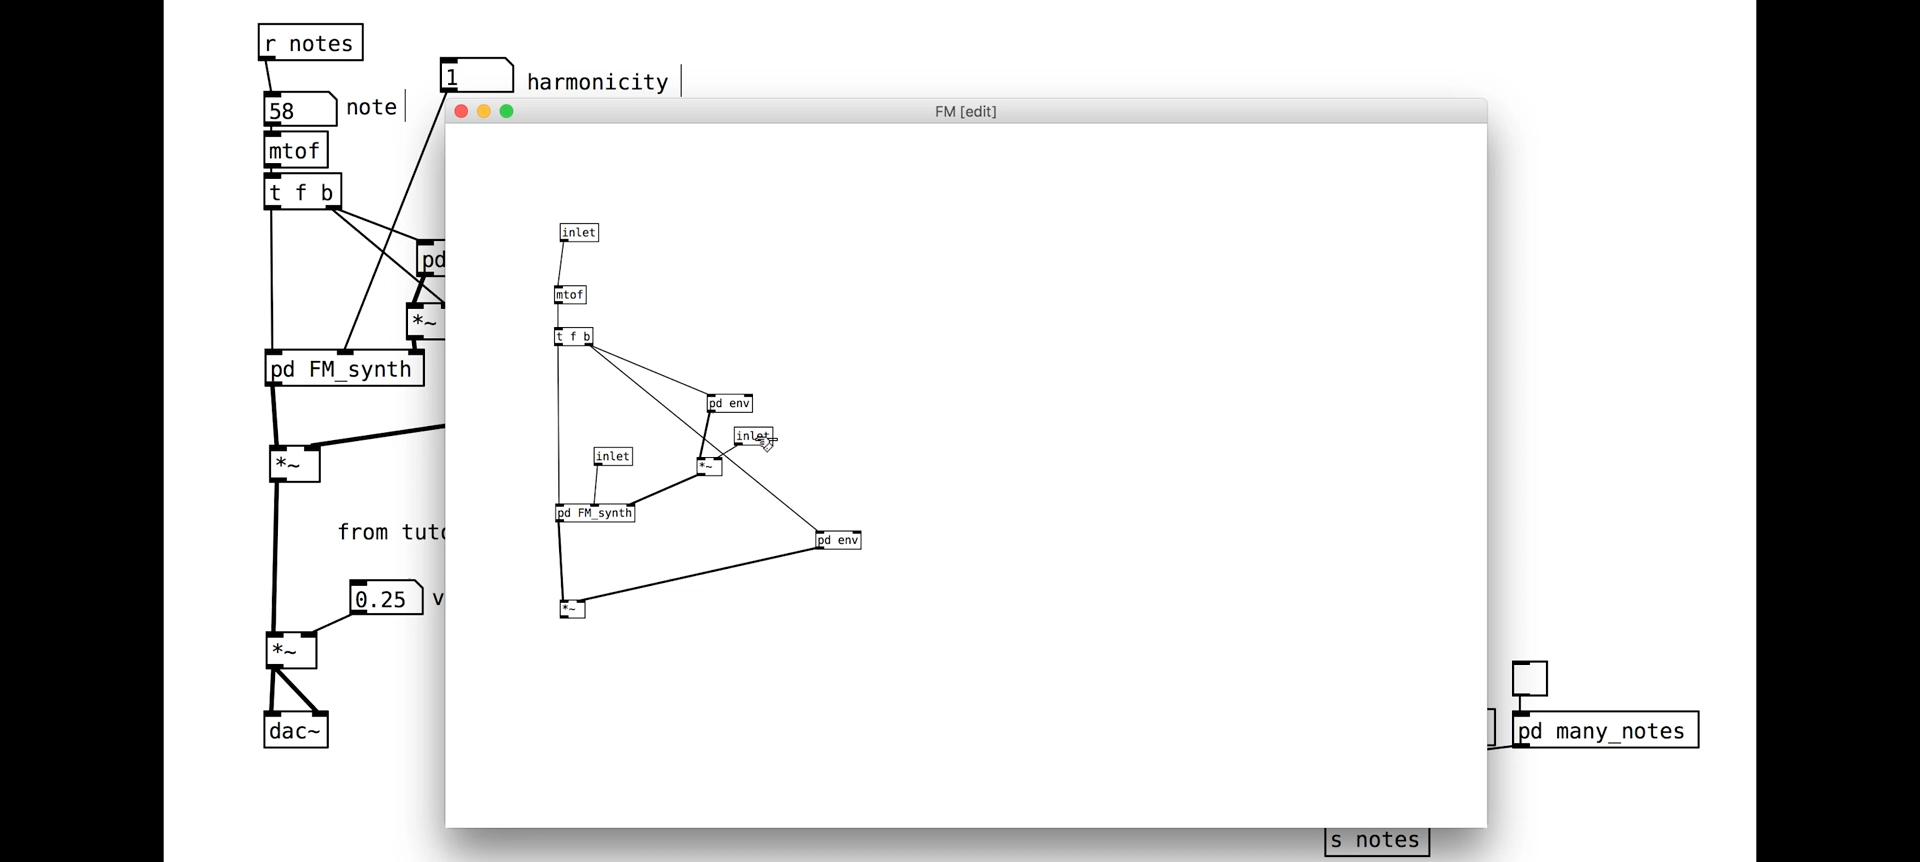 r notes
1
harmonicity
58
note
mtof
t f b
pd
*~
pd FM_synth
*~
from tuto
0.25
v
*~
dac~
FM [edit]
inlet
mtof
t f b
pd env
inlet
inlet
*~
pd FM_synth
pd env
*~
pd many_notes
s notes